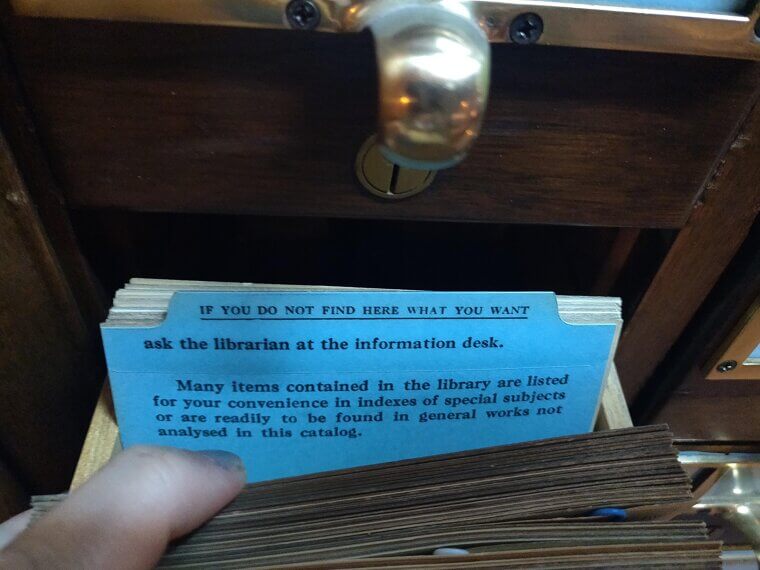 IF YOU DO NOT FIND HERE WHAT YOU WANT
ask the librarian at the information desk.
Many items contained in the library are listed
for your convenience in indexes of special subjects
or are readily to be found in general works not
analysed in this catalog.